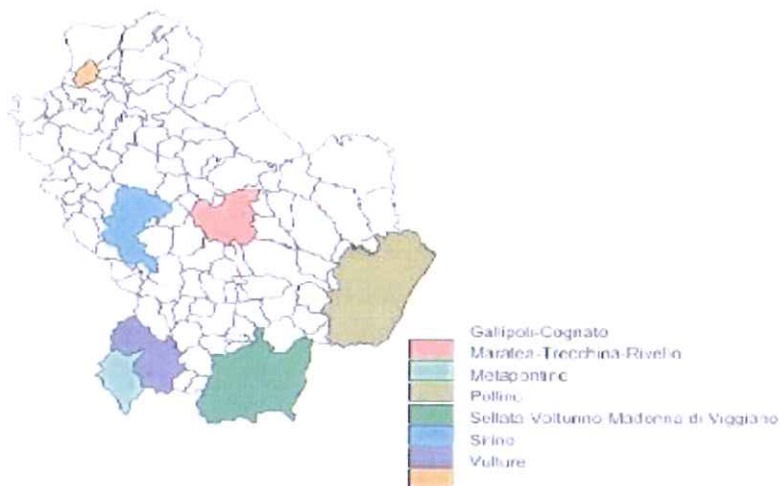 Gallipoli-Cognato
Maratea-Trecchina-Rivello
Metapontino
Pollino
Sellata Volturino Madonna di Viggiano
Sirino
Vulture